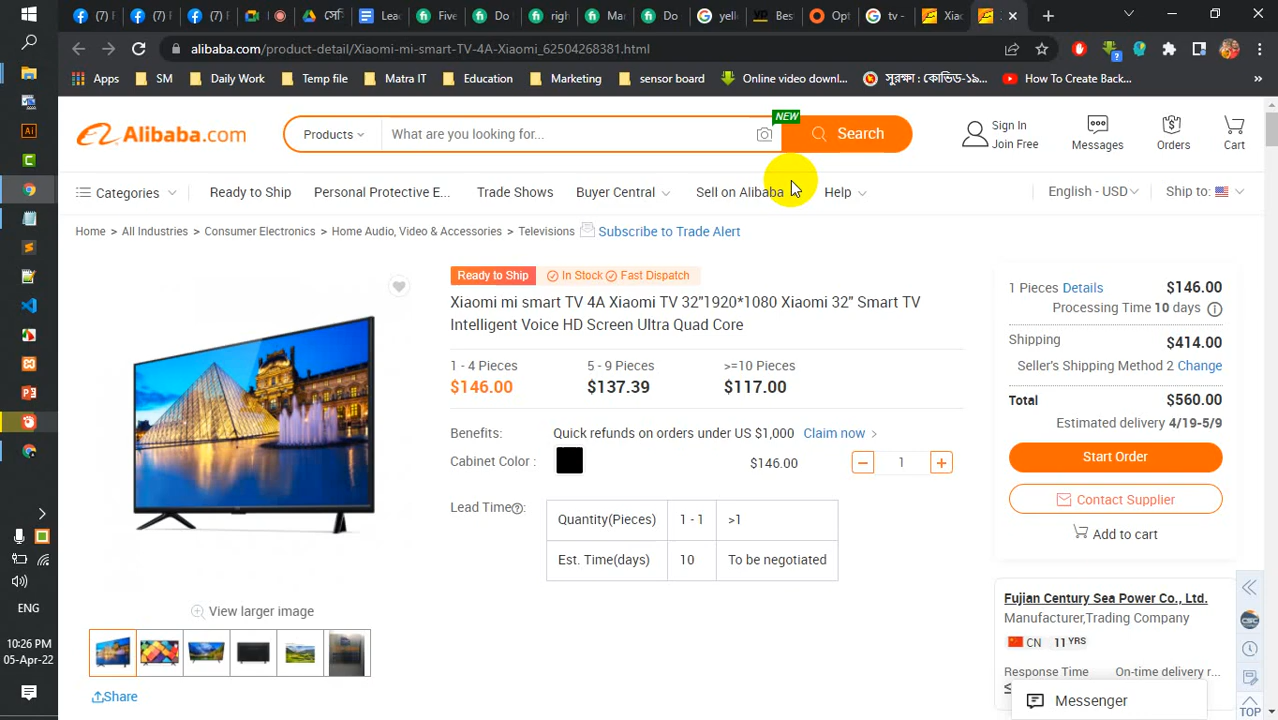 Five
Do
righ
Mar
Do
yelle
Opt
tv -
alibaba.com/product-detail/Xiaomi-mi-smart-TV-4A-Xiaomi_62504268381.html
Apps
SM
Daily Work
Temp file
Matra IT
Education
Marketing
sensor board
Online video downl...
How To Create Back...
»
Alibaba.com
Products
What are you looking for...
NEW
Search
Sign In
Join Free
Messages
Orders
Cart
Categories
Ready to Ship
Personal Protective E...
Trade Shows
Buyer Central
Sell on Alibaba
Help
English - USD
Ship to:
Home > All Industries > Consumer Electronics > Home Audio, Video & Accessories > Televisions
Subscribe to Trade Alert
Ready to Ship
In Stock
Fast Dispatch
Xiaomi mi smart TV 4A Xiaomi TV 32"1920*1080 Xiaomi 32" Smart TV
Intelligent Voice HD Screen Ultra Quad Core
1 - 4 Pieces
$146.00
5 - 9 Pieces
$137.39
>=10 Pieces
$117.00
Benefits:
Quick refunds on orders under US $1,000
Claim now >
Cabinet Color :
$146.00
1
Lead Time
Quantity(Pieces)
1 - 1
>1
Est. Time(days)
10
To be negotiated
View larger image
Share
1 Pieces Details
$146.00
Processing Time 10 days
Shipping
$414.00
Seller's Shipping Method 2 Change
Total
$560.00
Estimated delivery 4/19-5/9
Start Order
Contact Supplier
Add to cart
Fujian Century Sea Power Co., Ltd.
Manufacturer,Trading Company
CN
11 YRS
Response Time
On-time delivery r...
Messenger
TOP
ENG
10:26 PM
05-Apr-22